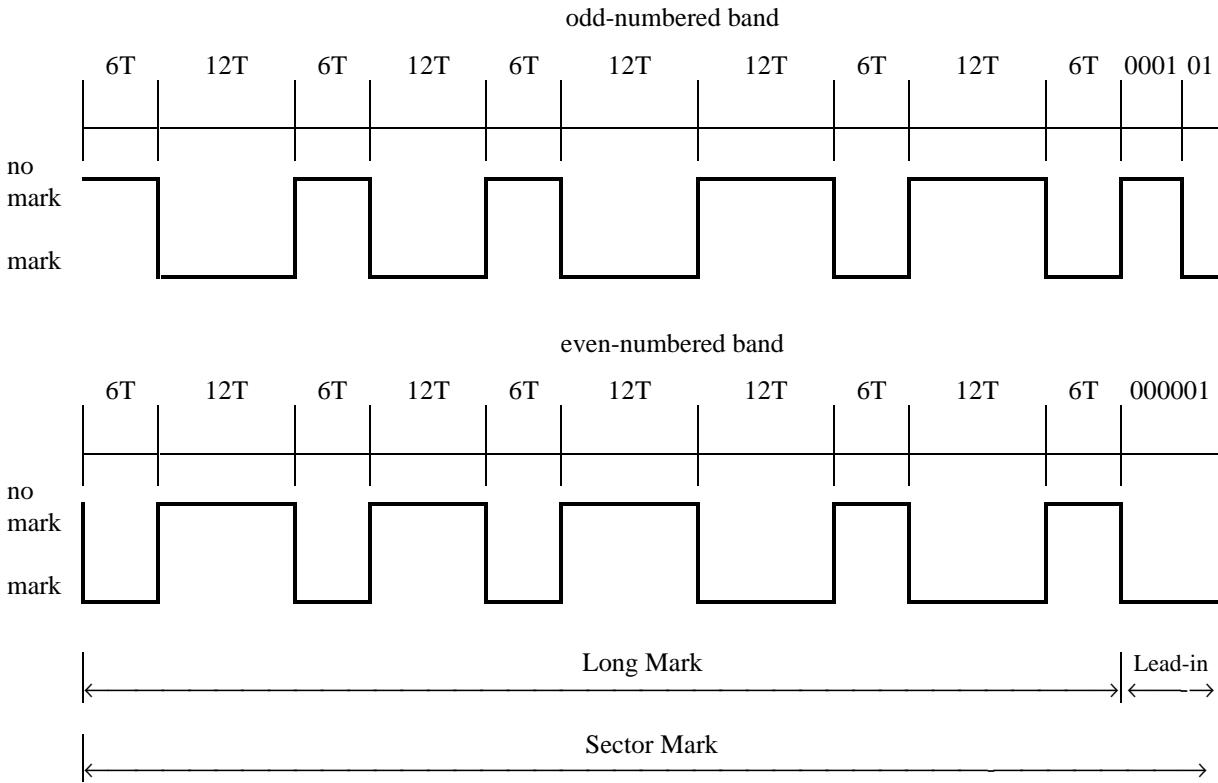 odd-numbered band
6T 12T 6T 12T 6T 12T 12T 6T 12T 6T 0001 01
no
mark
mark
even-numbered band
6T 12T 6T 12T 6T 12T 12T 6T 12T 6T 000001
no
mark
mark
Long Mark Lead-in
Sector Mark